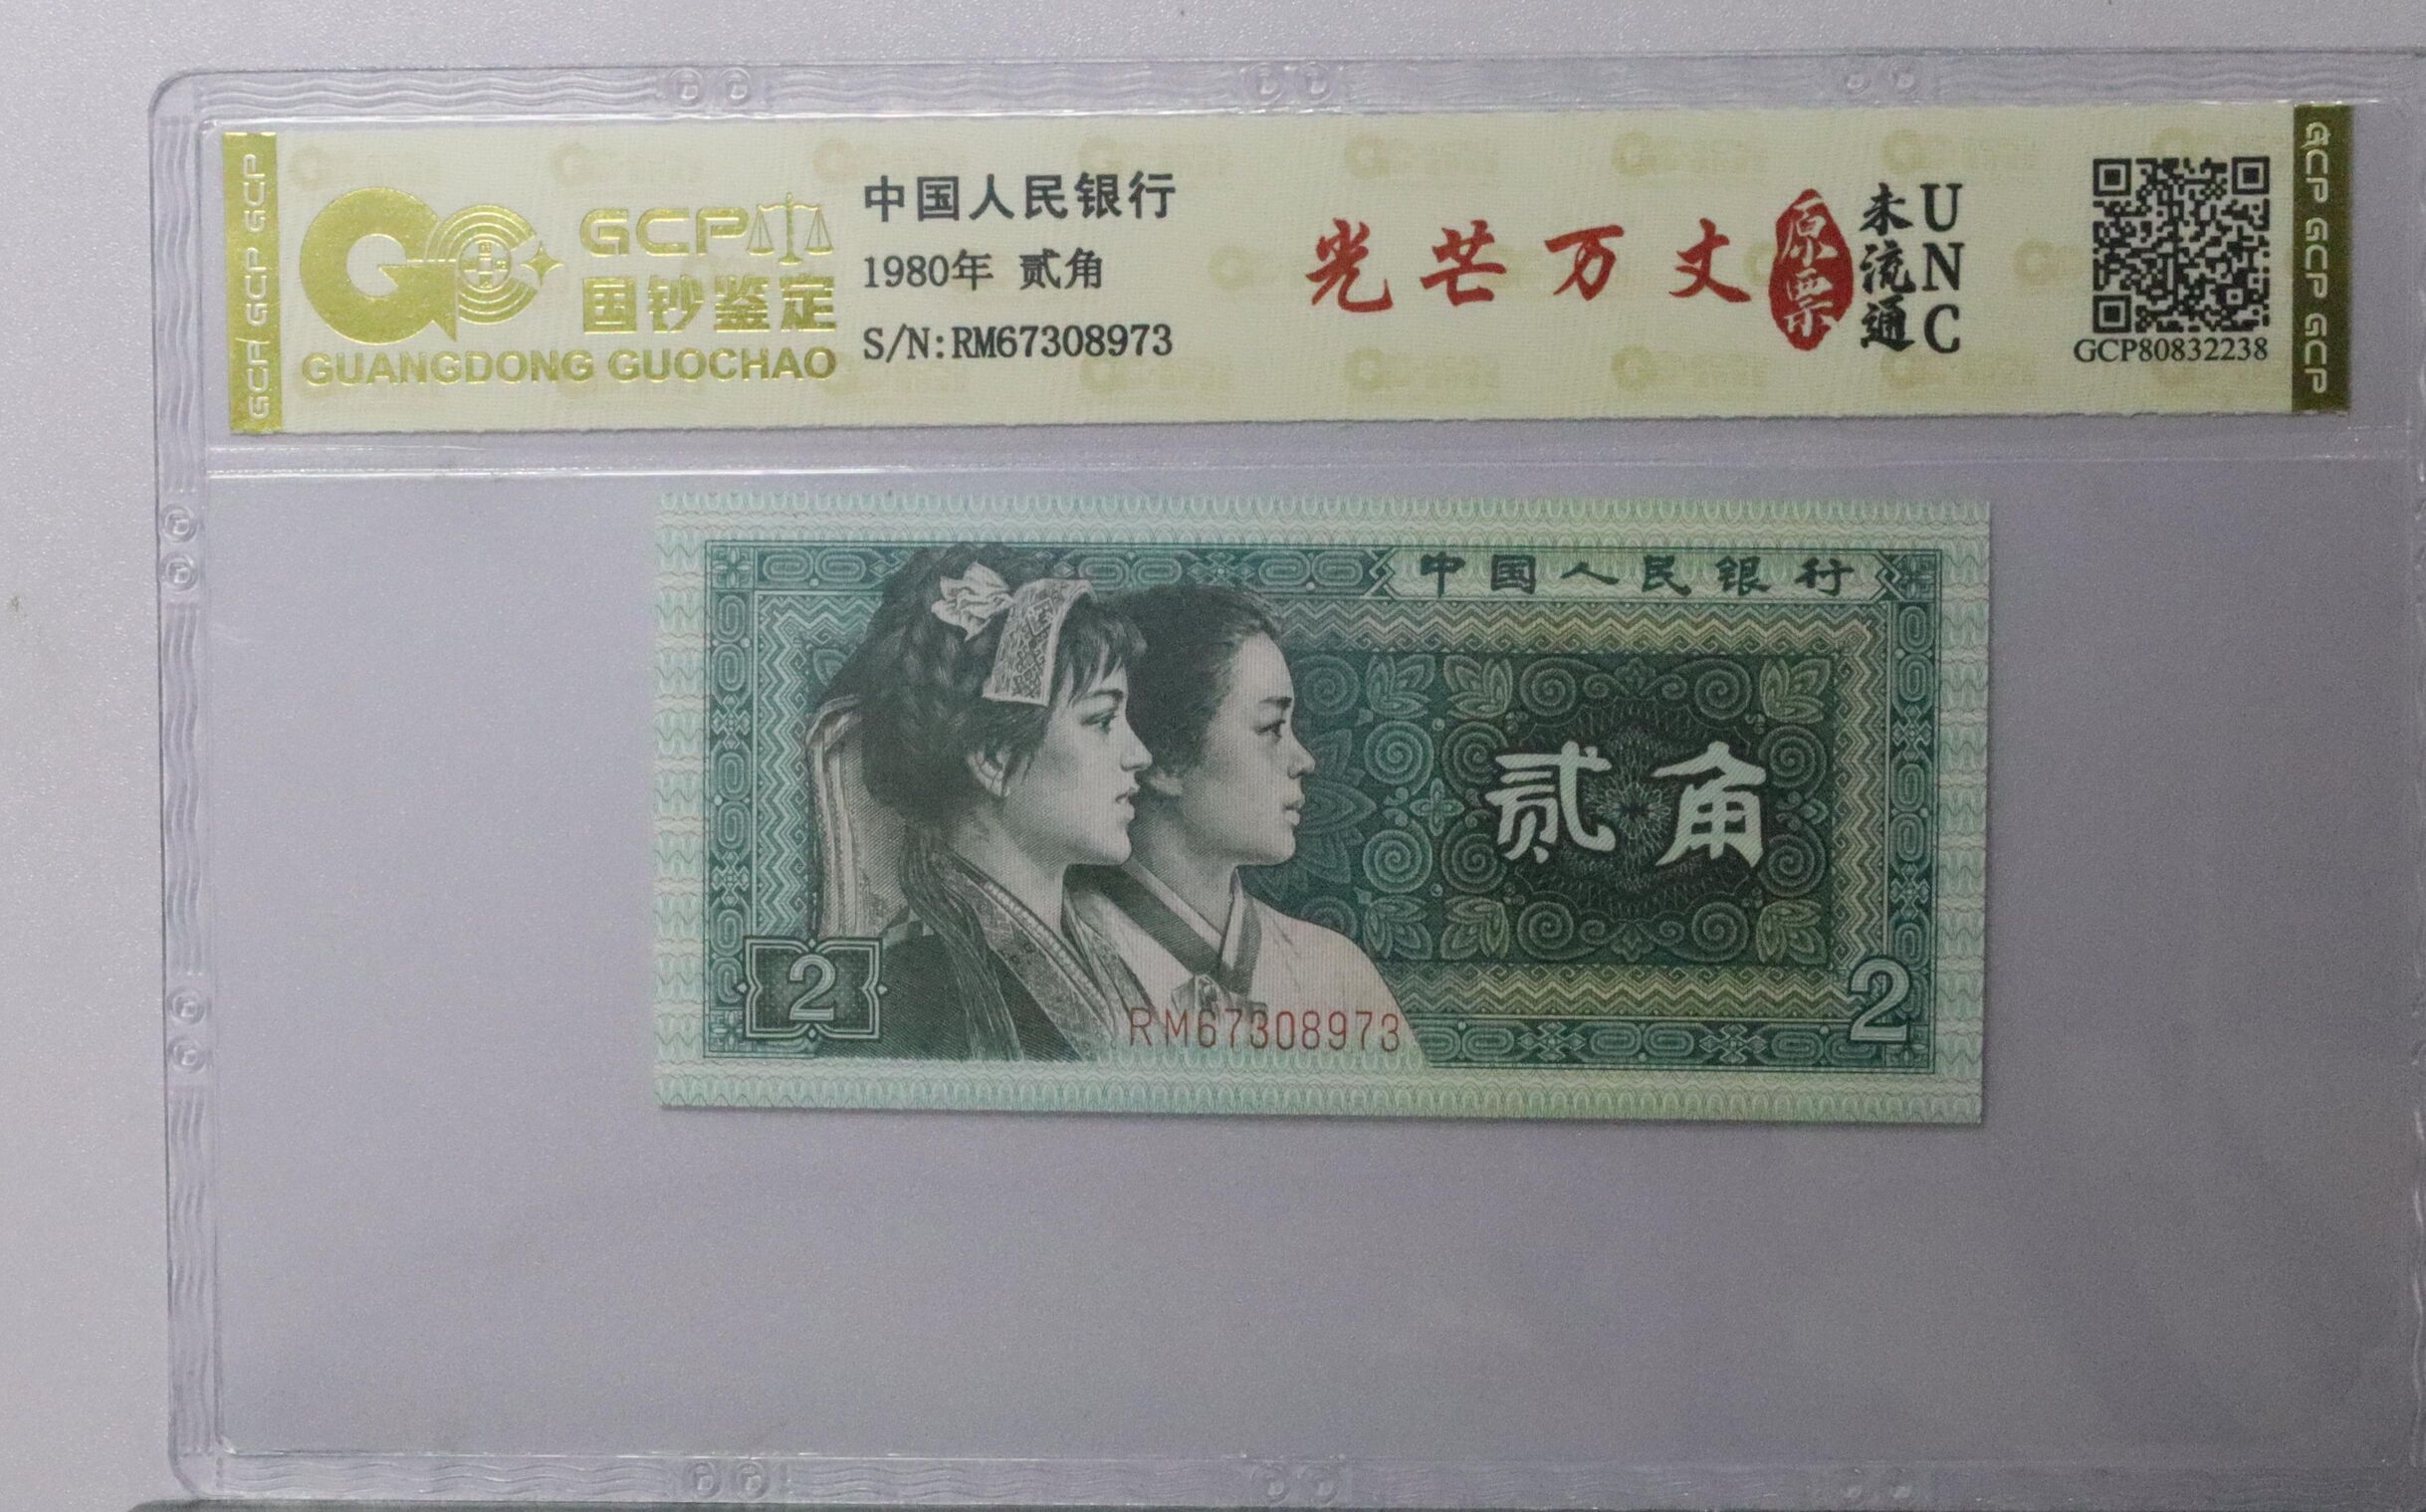 GCP GCP GCP
GCP
国钞鉴定
GUANGDONG GUOCHAO
中国人民银行
1980年 贰角
S/N:RM67308973
光芒万丈
原票
未流通
UNC
GCP80832238
GCP GCP GCP
中国人民银行
贰角
2
RM67308973
2